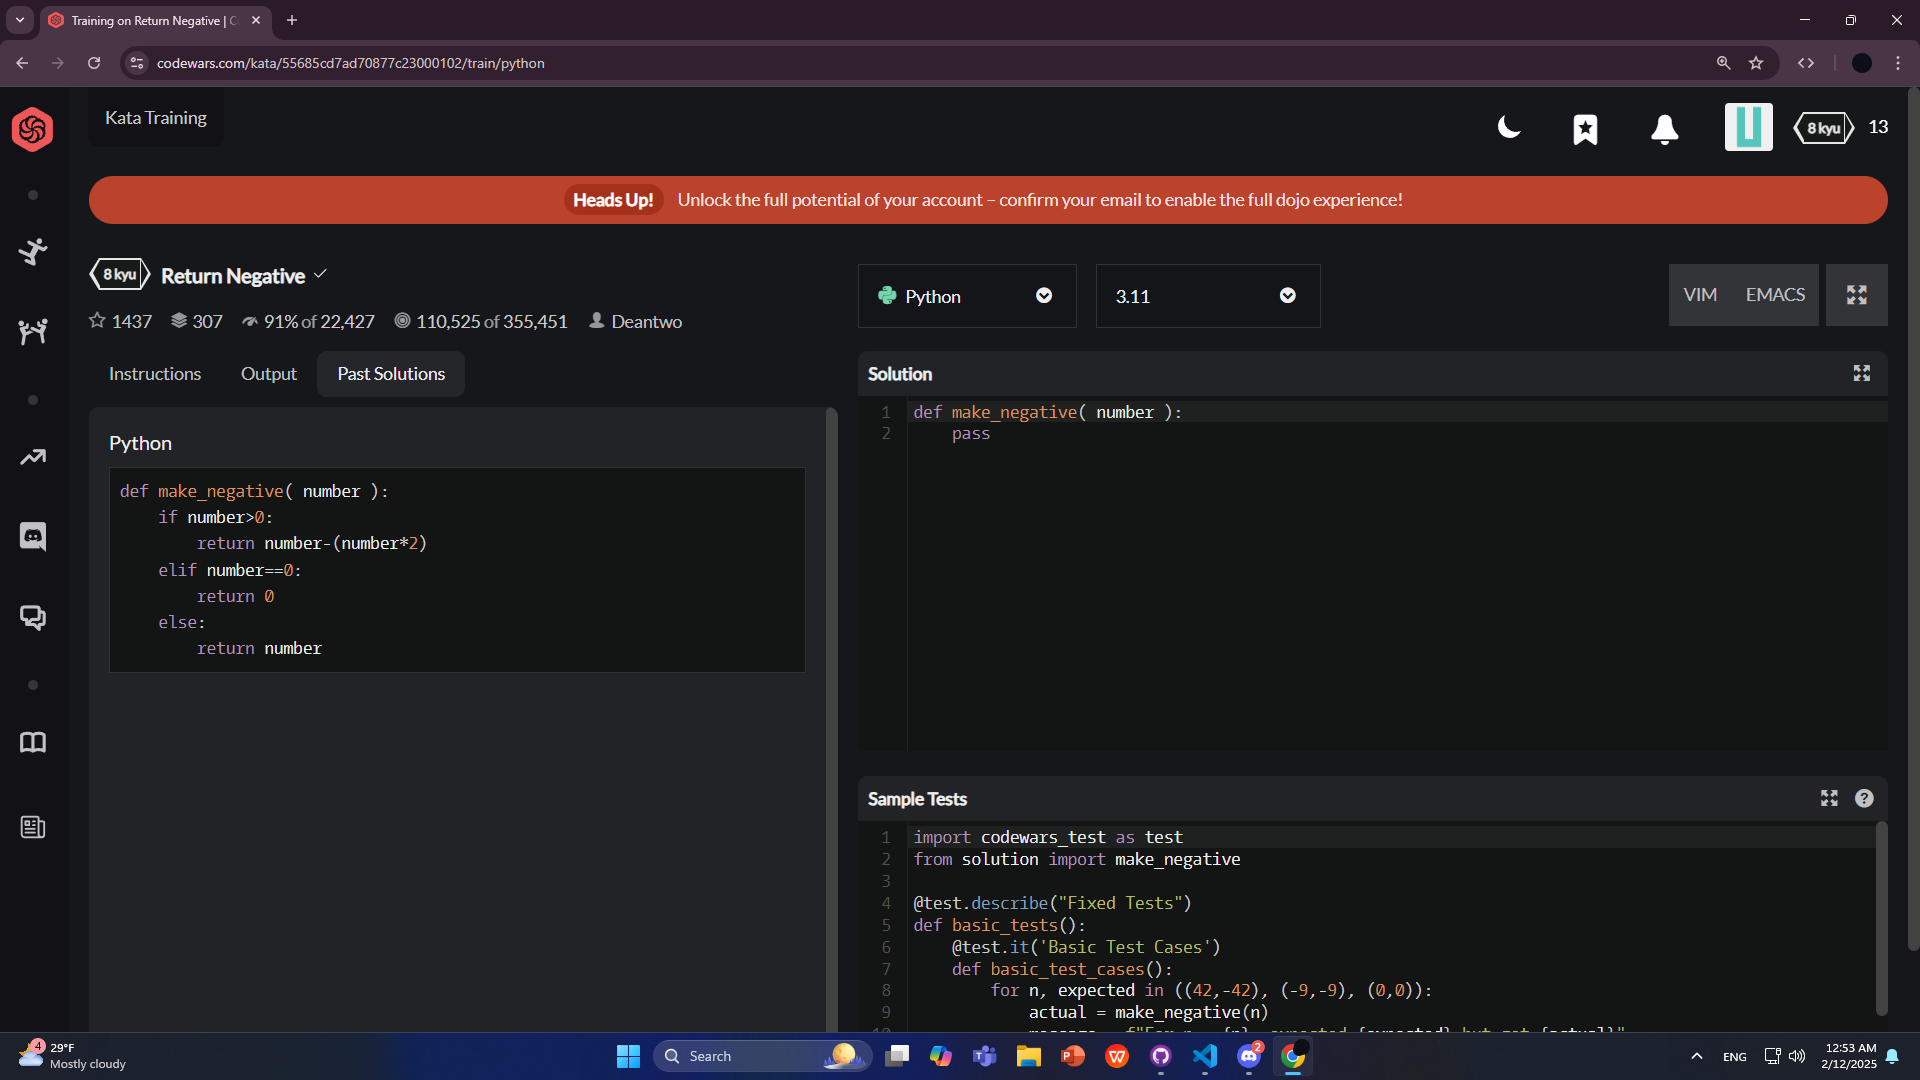 Training on Return Negative | C
codewars.com/kata/55685cd7ad70877c23000102/train/python
Kata Training
8 kyu
13
Heads Up! Unlock the full potential of your account – confirm your email to enable the full dojo experience!
8 kyu Return Negative
1437 307 91% of 22,427 110,525 of 355,451 Deantwo
Python
3.11
VIM EMACS
Instructions Output Past Solutions
Python
def make_negative( number ):
    if number>0:
        return number-(number*2)
    elif number==0:
        return 0
    else:
        return number
Solution
1 def make_negative( number ):
2     pass
Sample Tests
1 import codewars_test as test
2 from solution import make_negative
3
4 @test.describe("Fixed Tests")
5 def basic_tests():
6     @test.it('Basic Test Cases')
7     def basic_test_cases():
8         for n, expected in ((42,-42), (-9,-9), (0,0)):
9             actual = make_negative(n)
4
29°F
Mostly cloudy
Search
2
ENG
12:53 AM
2/12/2025